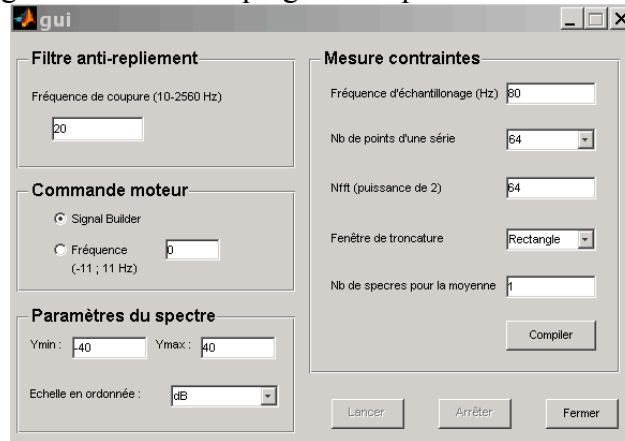 gui
Filtre anti-repliement
Fréquence de coupure (10-2560 Hz)
20
Commande moteur
Signal Builder
Fréquence 0
(-11 ; 11 Hz)
Paramètres du spectre
Ymin : -40 Ymax : 40
Echelle en ordonnée : dB
Mesure contraintes
Fréquence d'échantillonage (Hz) 80
Nb de points d'une série 64
Nfft (puissance de 2) 64
Fenêtre de troncature Rectangle
Nb de specres pour la moyenne 1
Compiler
Lancer Arrêter Fermer